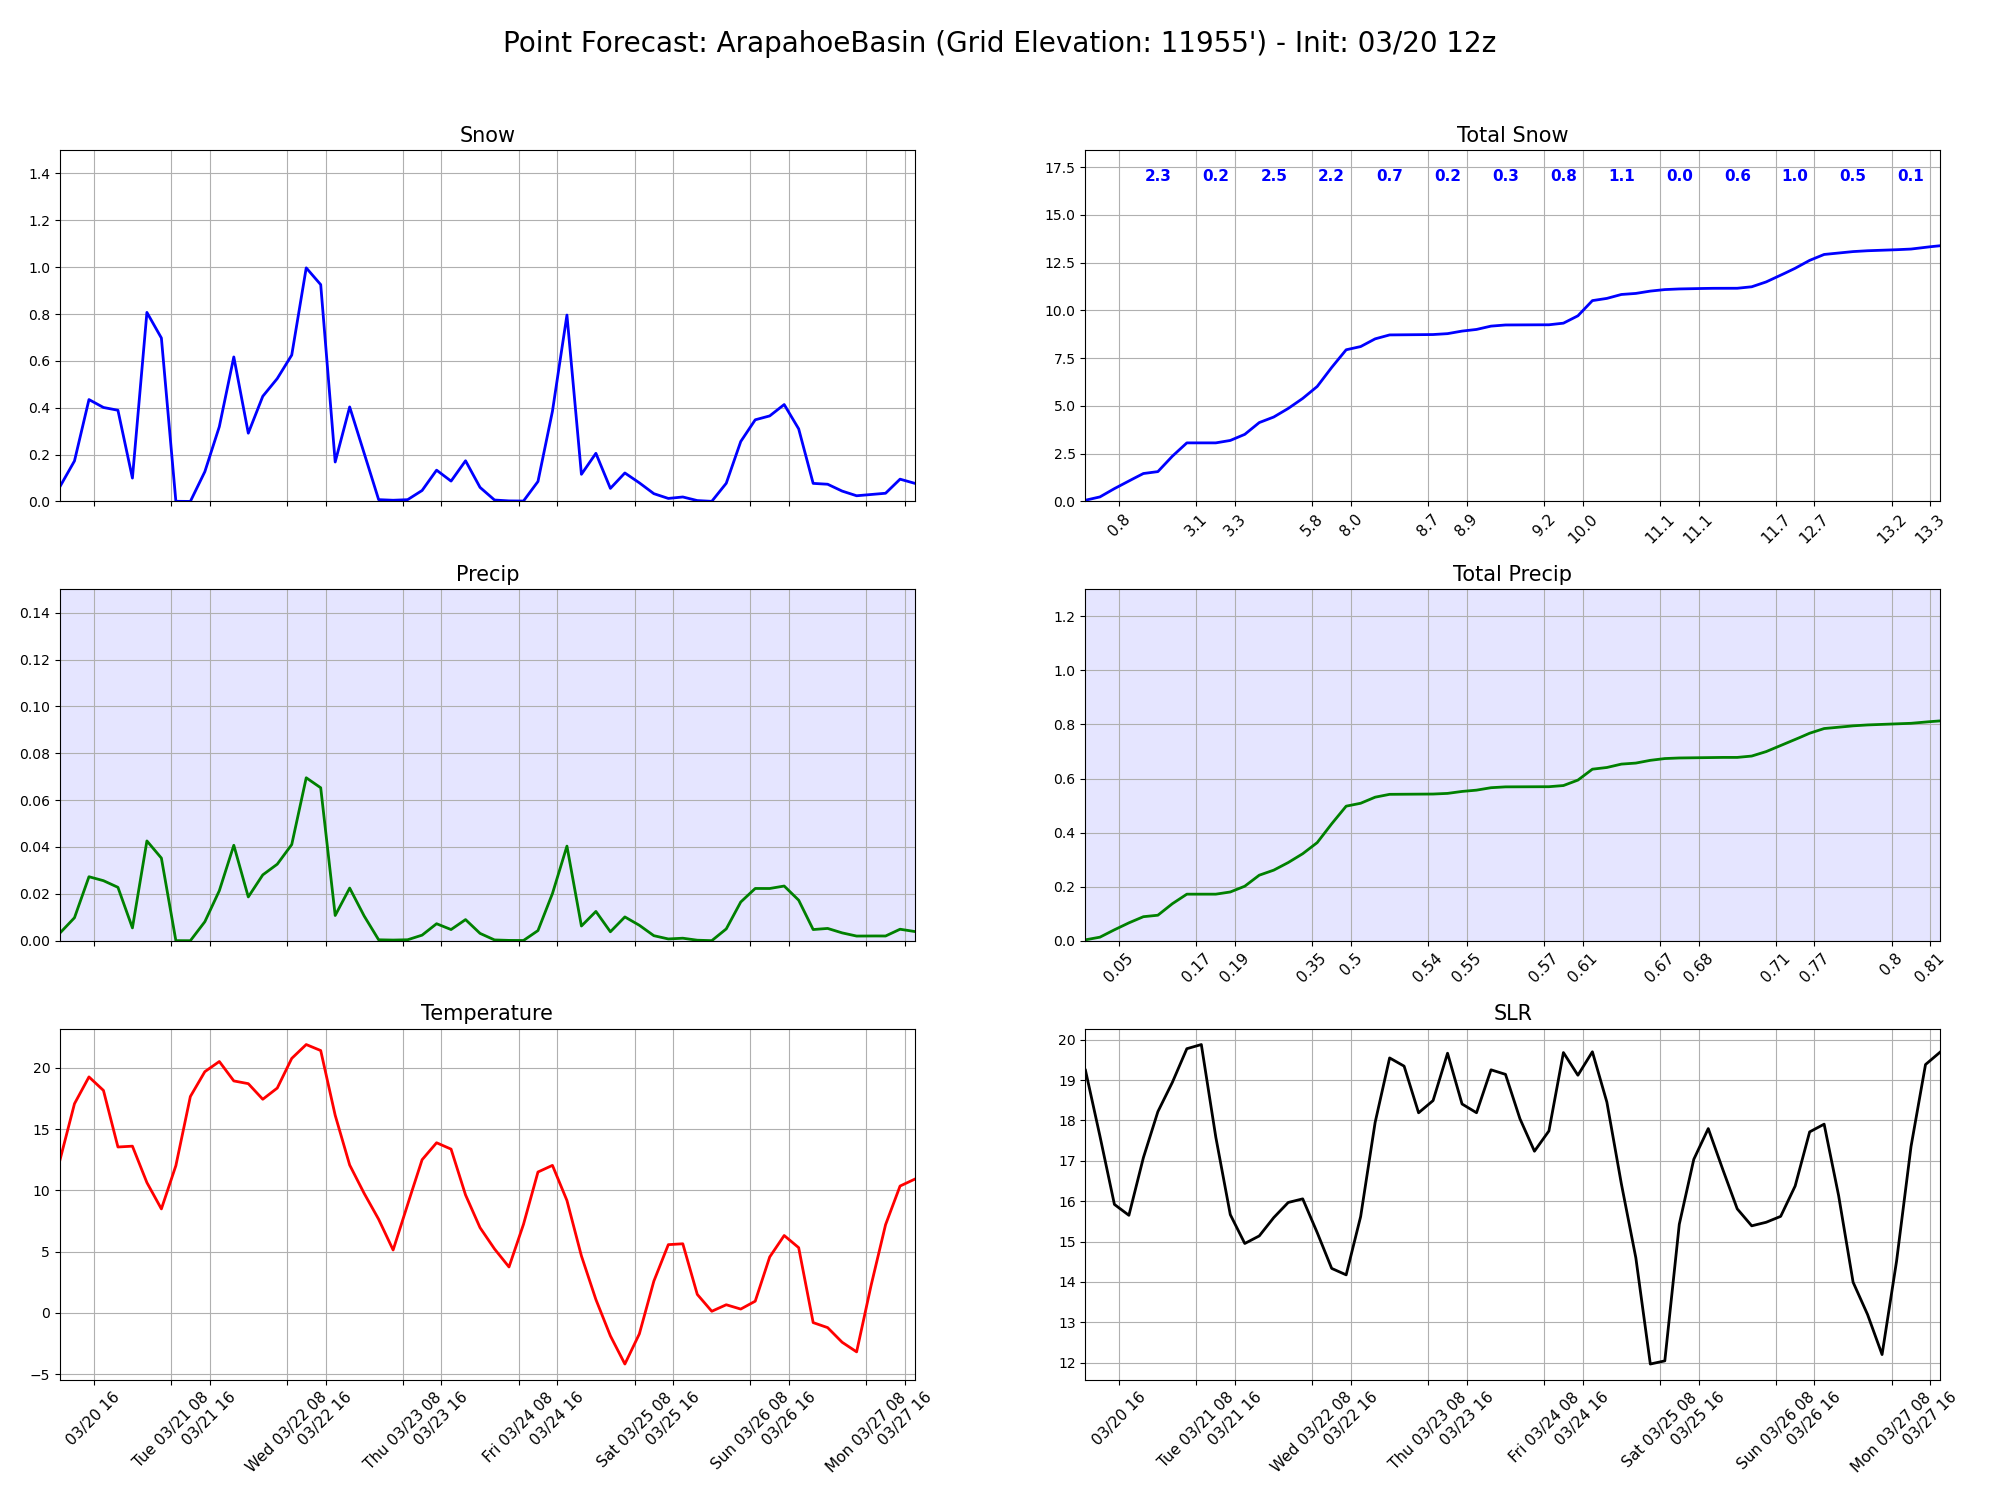 Point Forecast: ArapahoeBasin (Grid Elevation: 11955') - Init: 03/20 12z
Snow
1.4
1.2
1.0
0.8
0.6
0.4
0.2
0.0
Total Snow
17.5
15.0
12.5
10.0
7.5
5.0
2.5
0.0
2.3 0.2 2.5 2.2 0.7 0.2 0.3 0.8 1.1 0.0 0.6 1.0 0.5 0.1
0.8 3.1 3.3 5.8 8.0 8.7 8.9 9.2 10.0 11.1 11.1 11.7 12.7 13.2 13.3
Precip
0.14
0.12
0.10
0.08
0.06
0.04
0.02
0.00
Total Precip
1.2
1.0
0.8
0.6
0.4
0.2
0.0
0.05 0.17 0.19 0.35 0.5 0.54 0.55 0.57 0.61 0.67 0.68 0.71 0.77 0.8 0.81
Temperature
20
15
10
5
0
−5
03/20 16
Tue 03/21 08
03/21 16
Wed 03/22 08
03/22 16
Thu 03/23 08
03/23 16
Fri 03/24 08
03/24 16
Sat 03/25 08
03/25 16
Sun 03/26 08
03/26 16
Mon 03/27 08
03/27 16
SLR
20
19
18
17
16
15
14
13
12
03/20 16
Tue 03/21 08
03/21 16
Wed 03/22 08
03/22 16
Thu 03/23 08
03/23 16
Fri 03/24 08
03/24 16
Sat 03/25 08
03/25 16
Sun 03/26 08
03/26 16
Mon 03/27 08
03/27 16